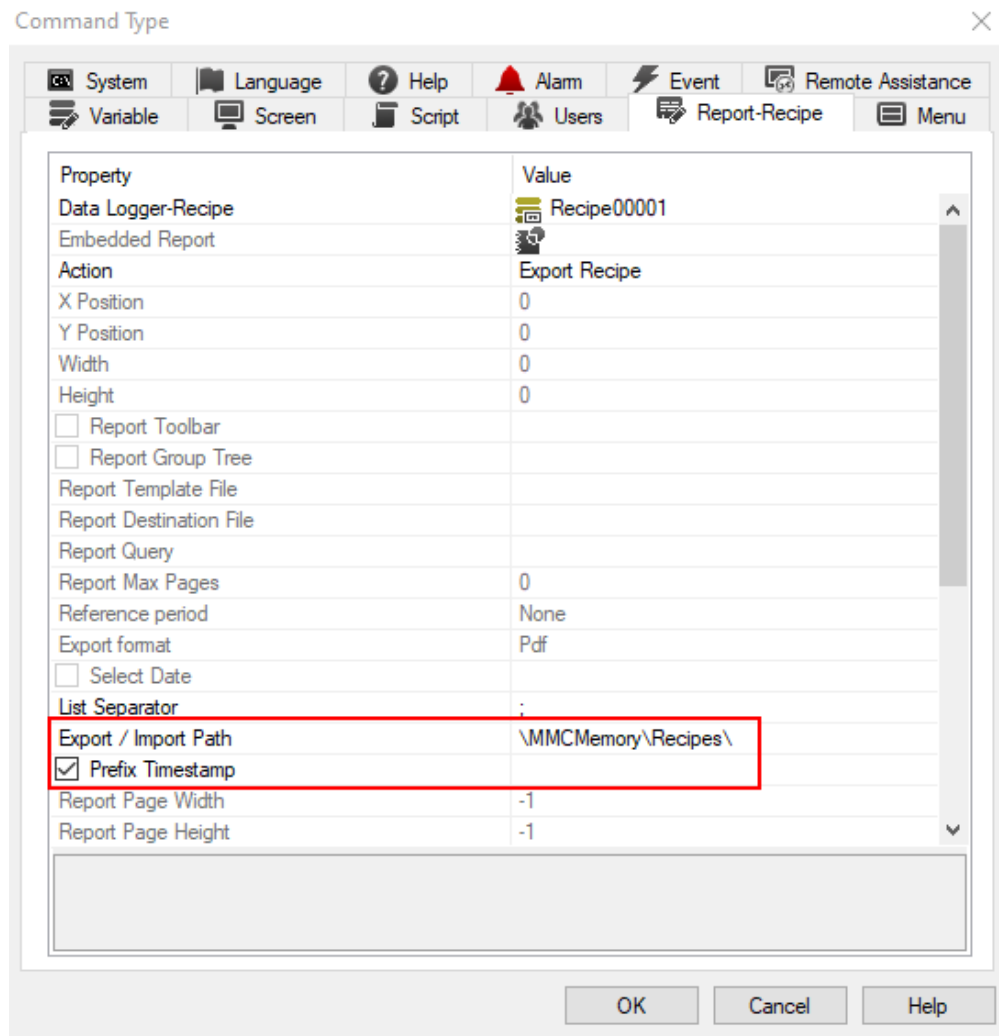 Command Type
System Language Help Alarm Event Remote Assistance
Variable Screen Script Users Report-Recipe Menu
Property Value
Data Logger-Recipe Recipe00001
Embedded Report
Action Export Recipe
X Position 0
Y Position 0
Width 0
Height 0
Report Toolbar
Report Group Tree
Report Template File
Report Destination File
Report Query
Report Max Pages 0
Reference period None
Export format Pdf
Select Date
List Separator ;
Export / Import Path \MMCMemory\Recipes\
Prefix Timestamp
Report Page Width -1
Report Page Height -1
OK Cancel Help